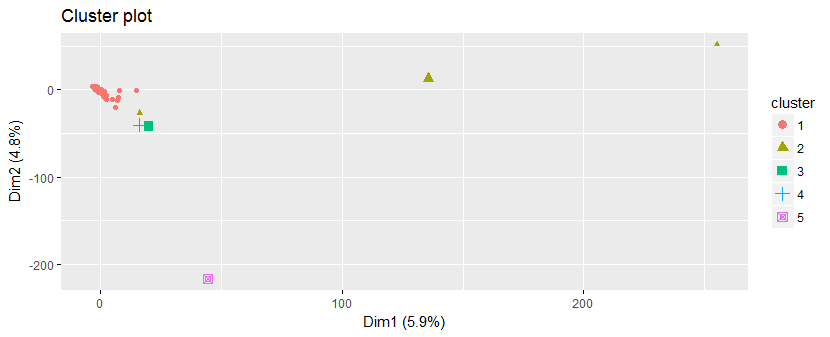 Cluster plot
0
-100
-200
Dim2 (4.8%)
0
100
200
Dim1 (5.9%)
cluster
1
2
3
4
5